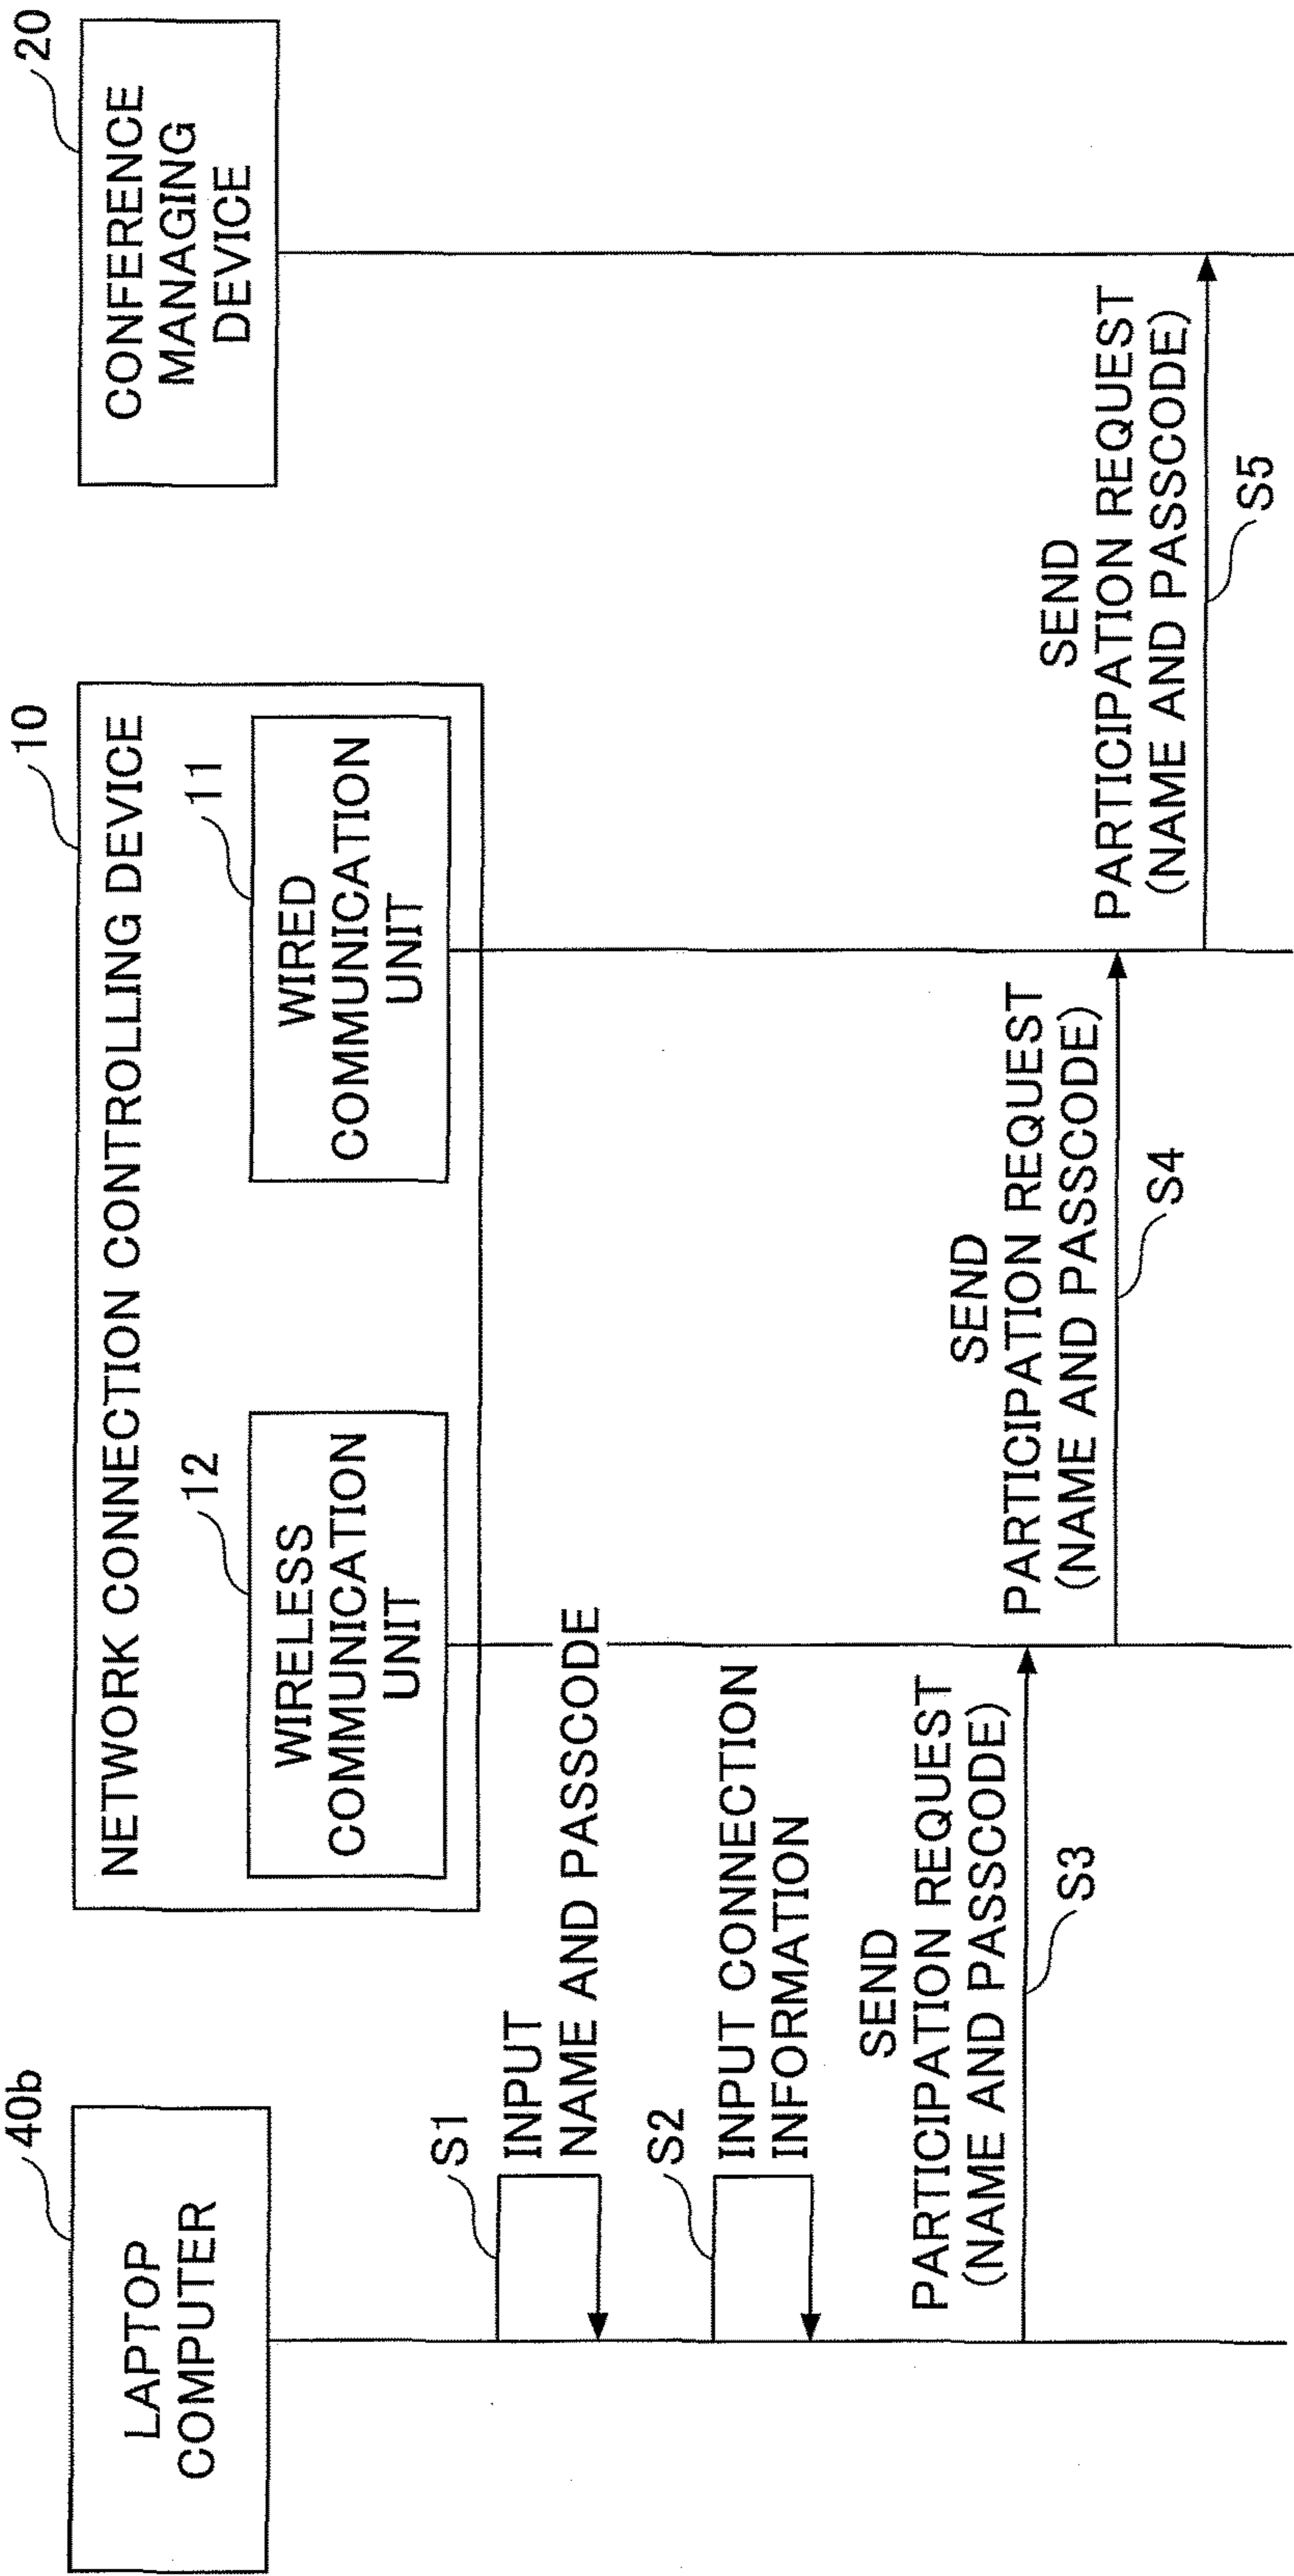 40b
LAPTOP
COMPUTER
10
NETWORK CONNECTION CONTROLLING DEVICE
12
WIRELESS
COMMUNICATION
UNIT
11
WIRED
COMMUNICATION
UNIT
20
CONFERENCE
MANAGING
DEVICE
S1
INPUT
NAME AND PASSCODE
S2
INPUT CONNECTION
INFORMATION
SEND
PARTICIPATION REQUEST
(NAME AND PASSCODE)
S3
SEND
PARTICIPATION REQUEST
(NAME AND PASSCODE)
S4
SEND
PARTICIPATION REQUEST
(NAME AND PASSCODE)
S5